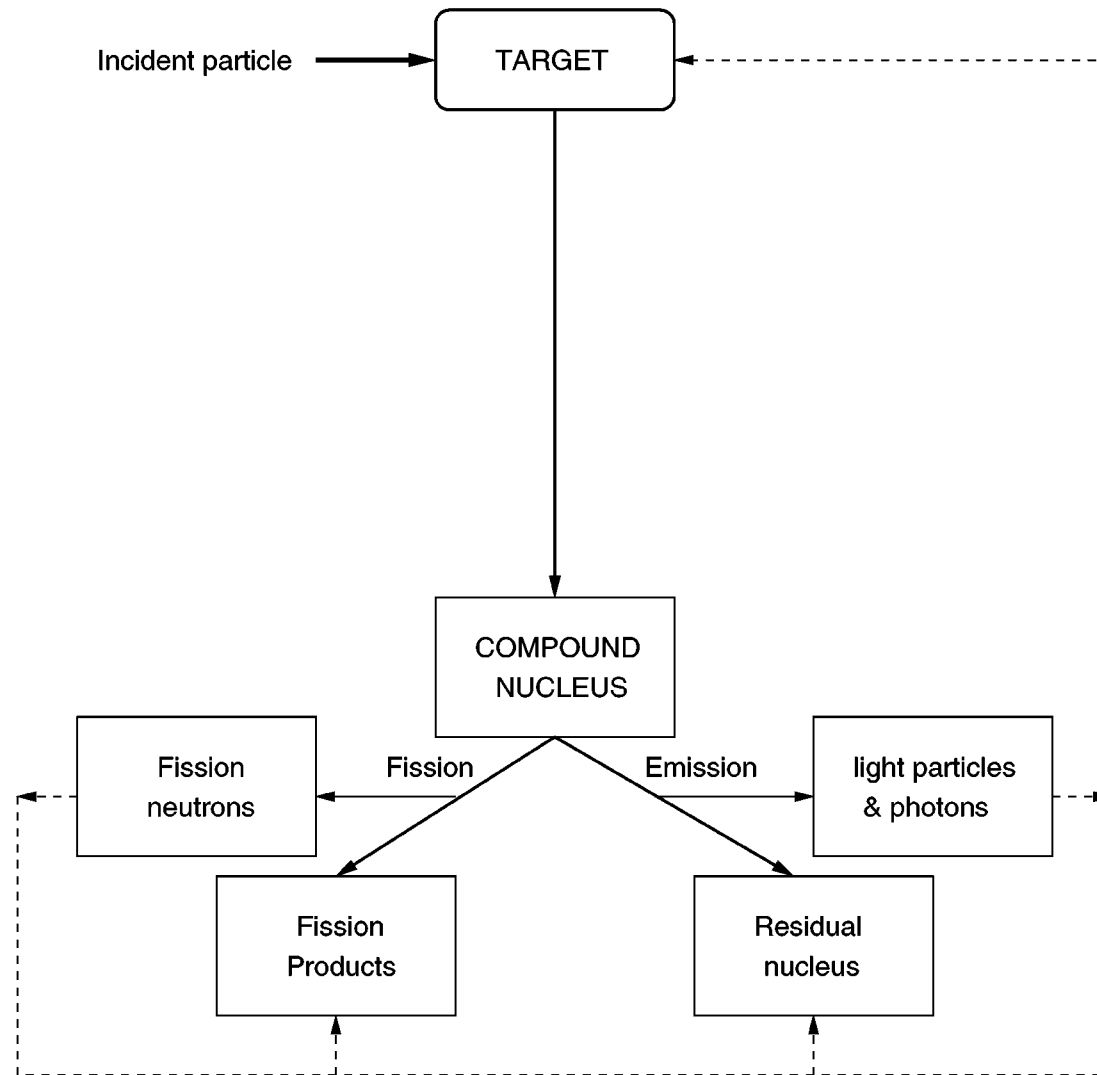 Incident particle
TARGET
COMPOUND
NUCLEUS
Fission
neutrons
Fission
Emission
light particles
& photons
Fission
Products
Residual
nucleus